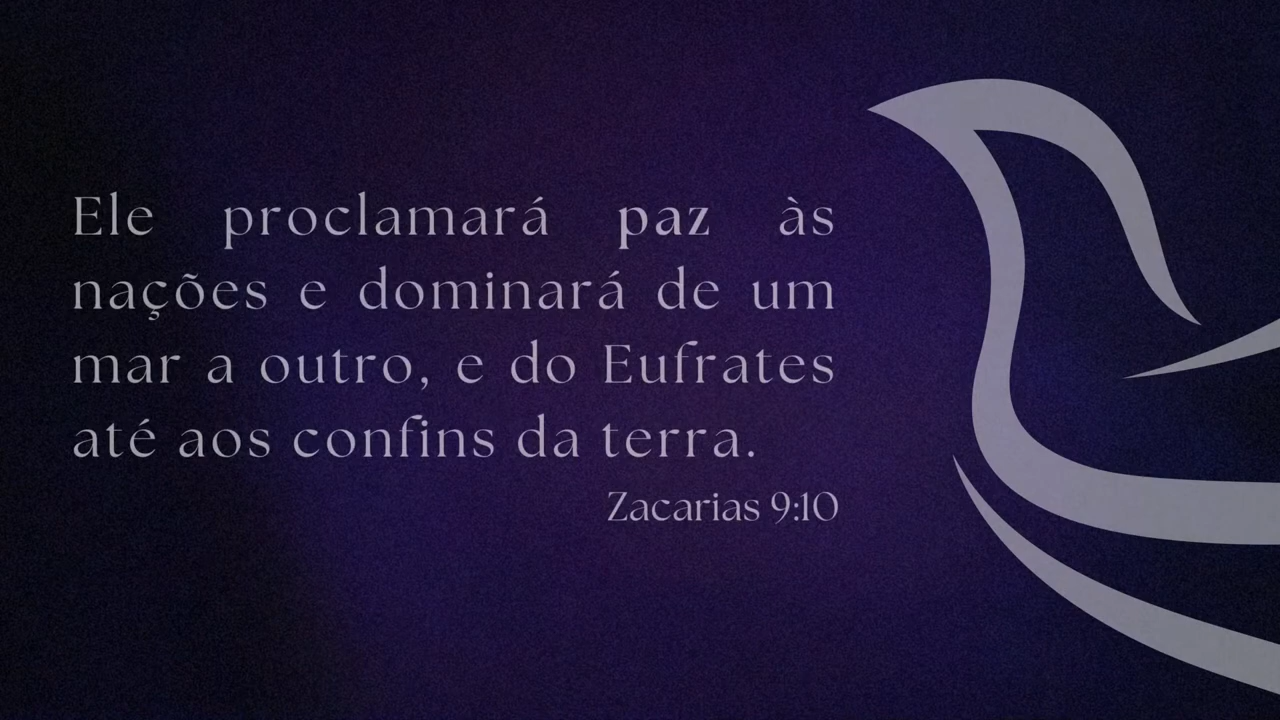 Ele proclamará paz às
nações e dominará de um
mar a outro, e do Eufrates
até aos confins da terra.
Zacarias 9:10